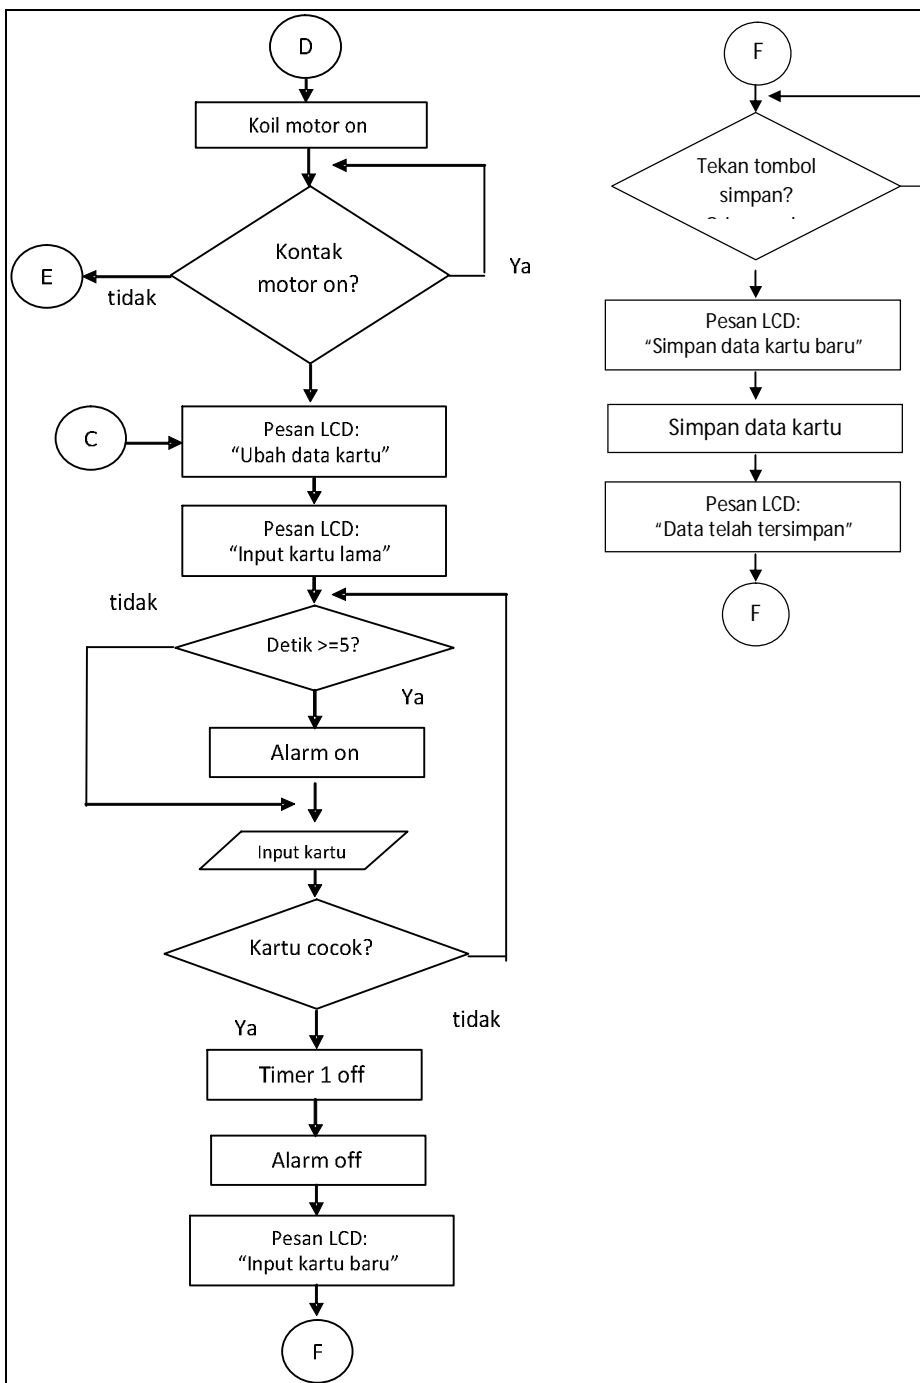 D
Koil motor on
Kontak
motor on?
Ya
E
tidak
C
Pesan LCD:
“Ubah data kartu”
Pesan LCD:
“Input kartu lama”
tidak
Detik >=5?
Ya
Alarm on
Input kartu
Kartu cocok?
Ya
tidak
Timer 1 off
Alarm off
Pesan LCD:
“Input kartu baru”
F
F
Tekan tombol
simpan?
Pesan LCD:
“Simpan data kartu baru”
Simpan data kartu
Pesan LCD:
“Data telah tersimpan”
F